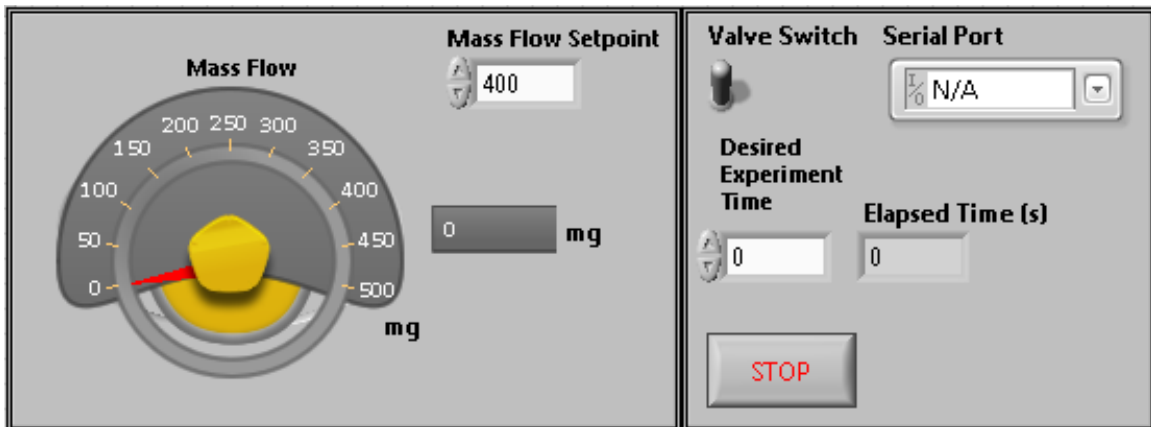 Mass Flow
0
50
100
150
200
250
300
350
400
450
500
mg
Mass Flow Setpoint
400
0 mg
Valve Switch
Serial Port
I/O N/A
Desired
Experiment
Time
0
Elapsed Time (s)
0
STOP